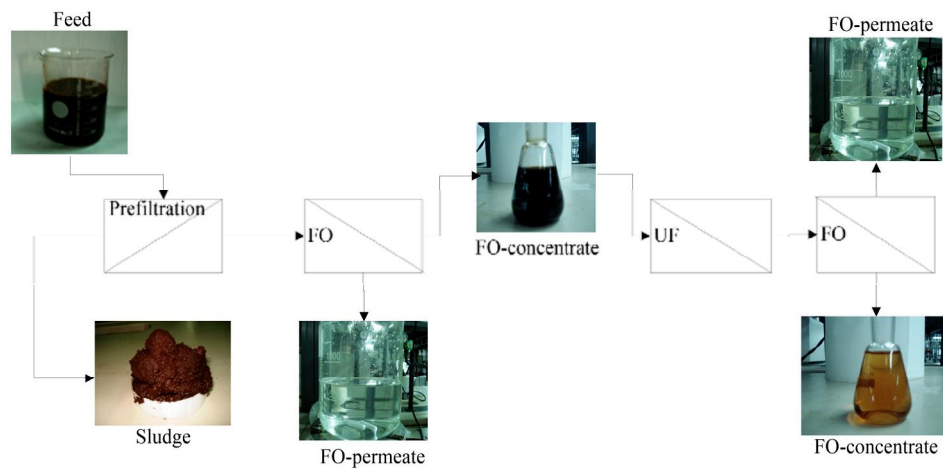 Feed
Prefiltration
Sludge
FO
FO-permeate
FO-concentrate
UF
FO
FO-permeate
FO-concentrate